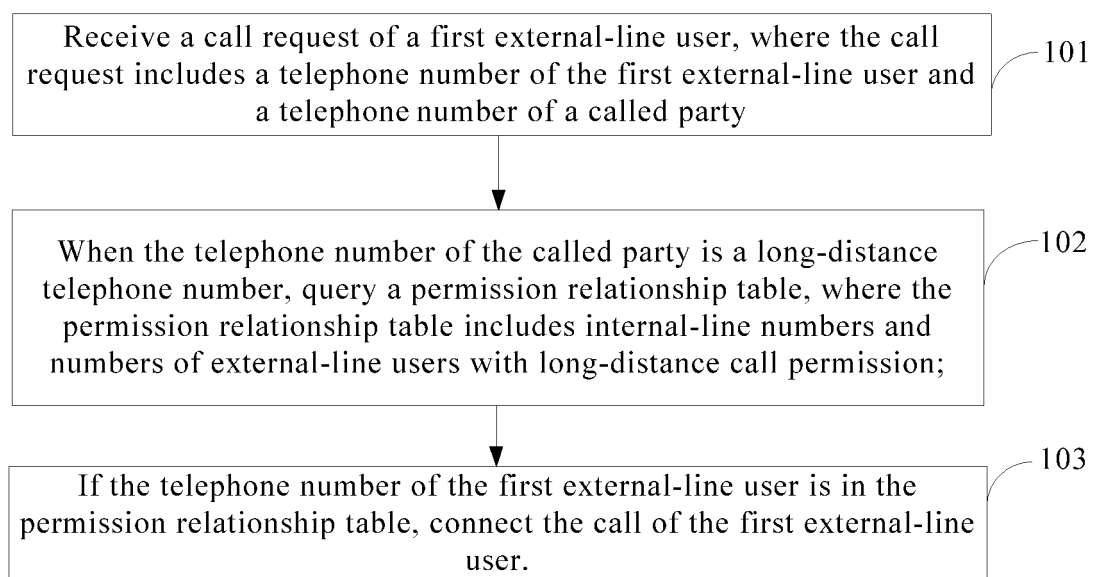 Receive a call request of a first external-line user, where the call
request includes a telephone number of the first external-line user and
a telephone number of a called party
101
When the telephone number of the called party is a long-distance
telephone number, query a permission relationship table, where the
permission relationship table includes internal-line numbers and
numbers of external-line users with long-distance call permission;
102
If the telephone number of the first external-line user is in the
permission relationship table, connect the call of the first external-line
user.
103